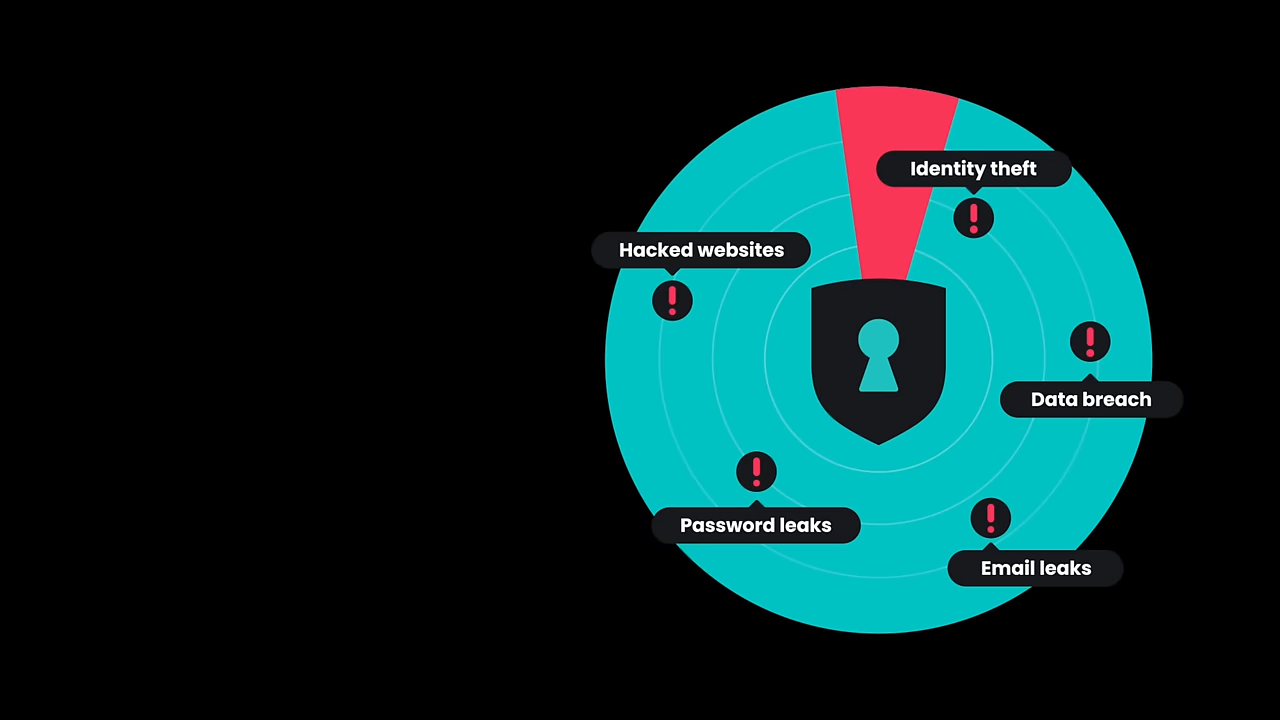 Identity theft
Hacked websites
Data breach
Password leaks
Email leaks